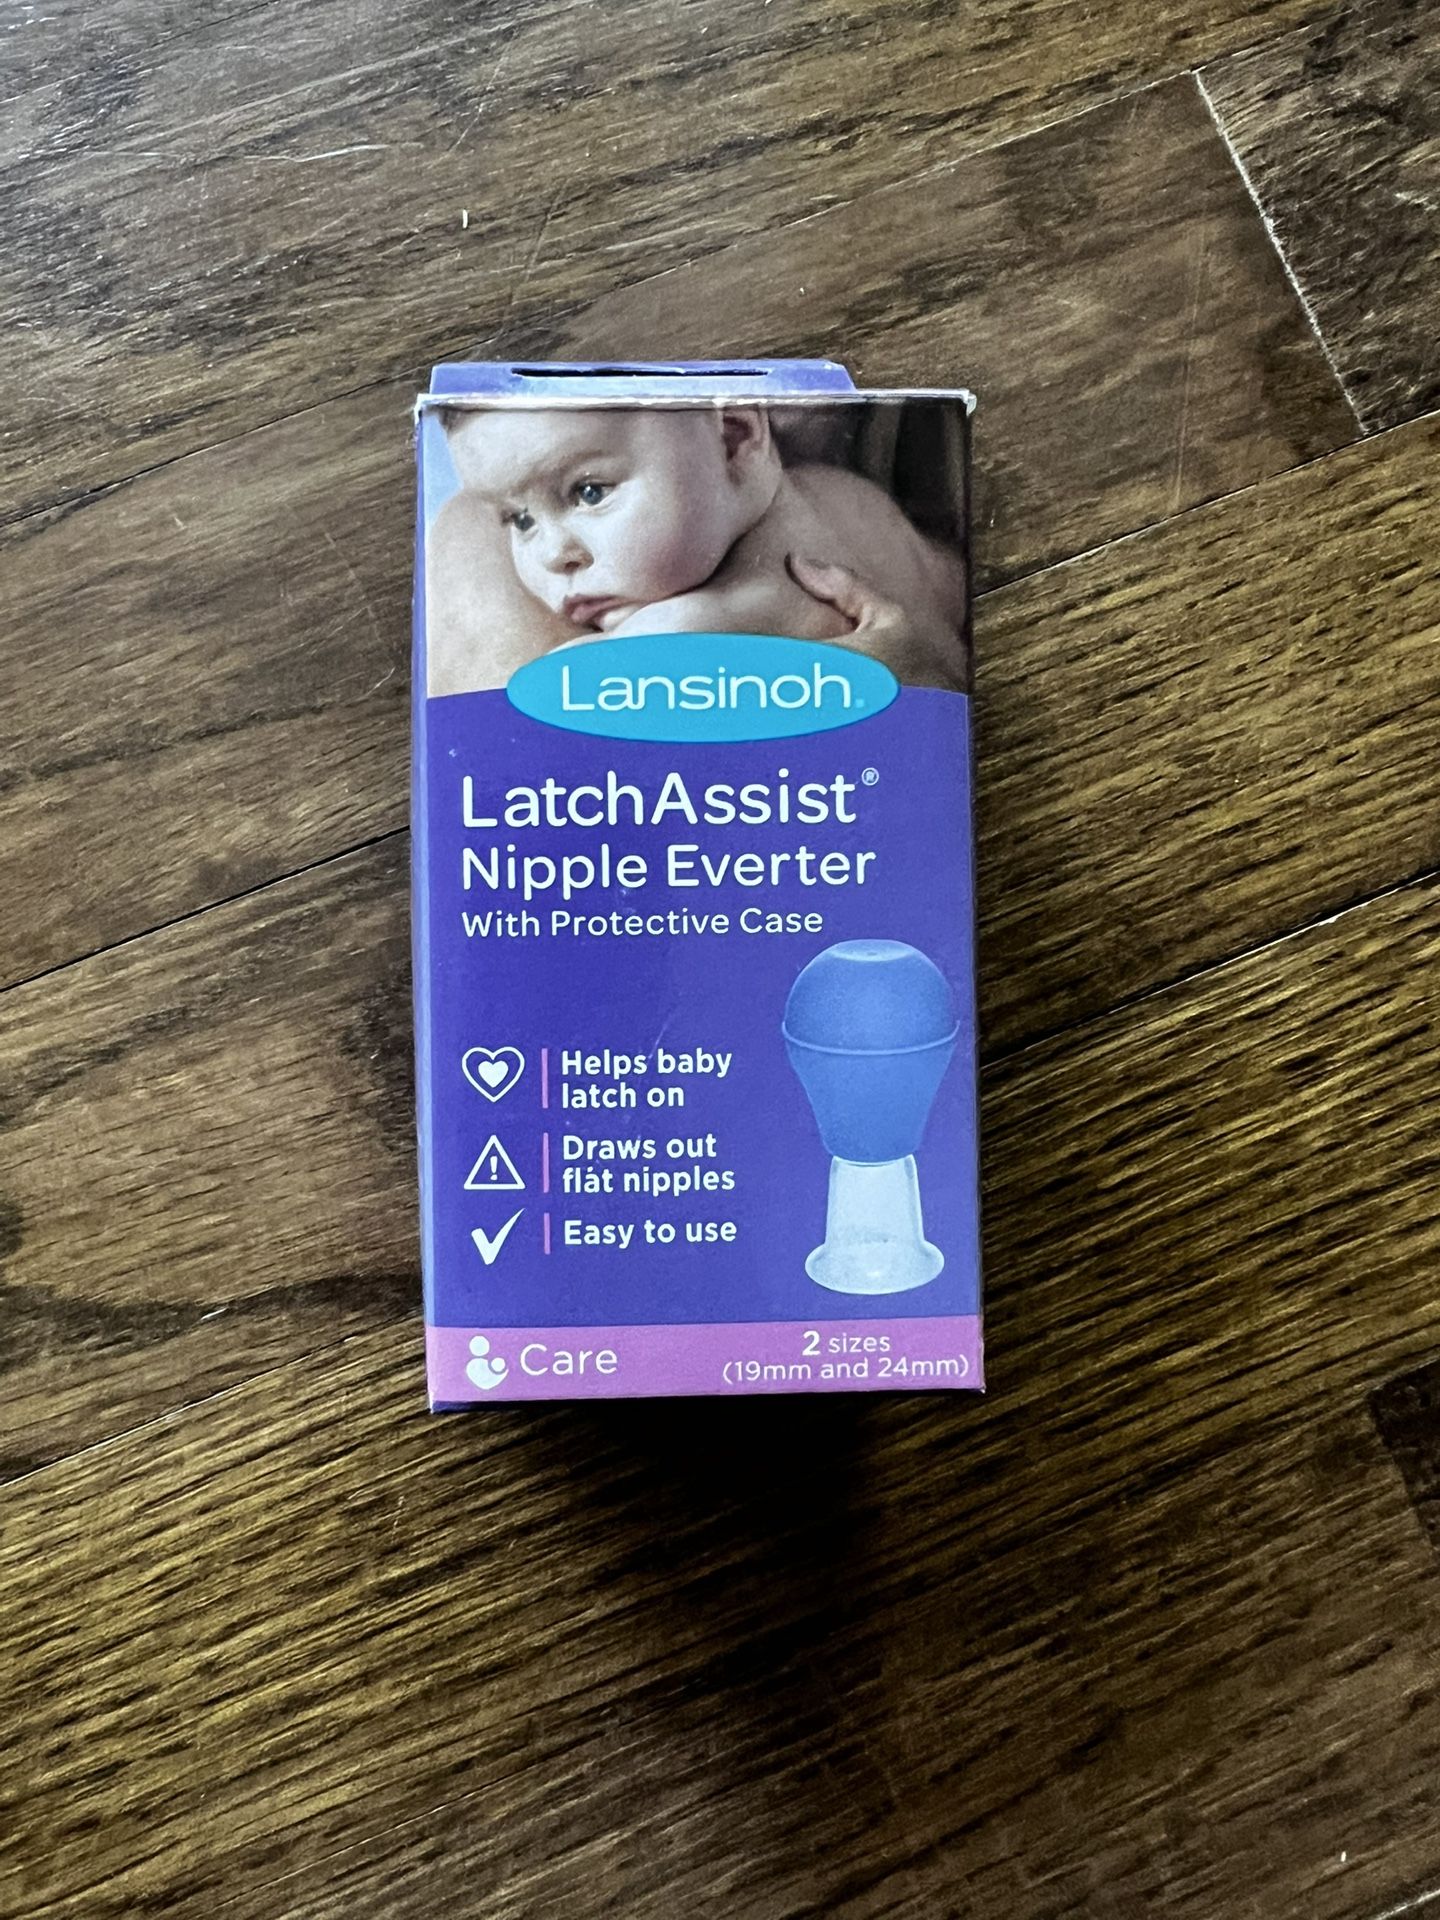 Lansinoh®
LatchAssist®
Nipple Everter
With Protective Case
Helps baby
latch on
Draws out
flat nipples
Easy to use
Care
2 sizes
(19mm and 24mm)